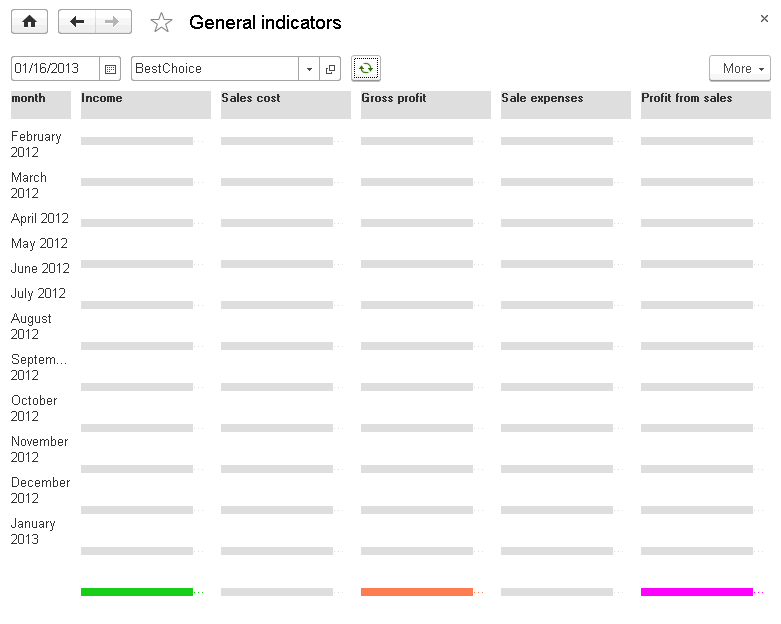 General indicators
01/16/2013 BestChoice More
month Income Sales cost Gross profit Sale expenses Profit from sales
February
2012
March
2012
April 2012
May 2012
June 2012
July 2012
August
2012
Septem...
2012
October
2012
November
2012
December
2012
January
2013